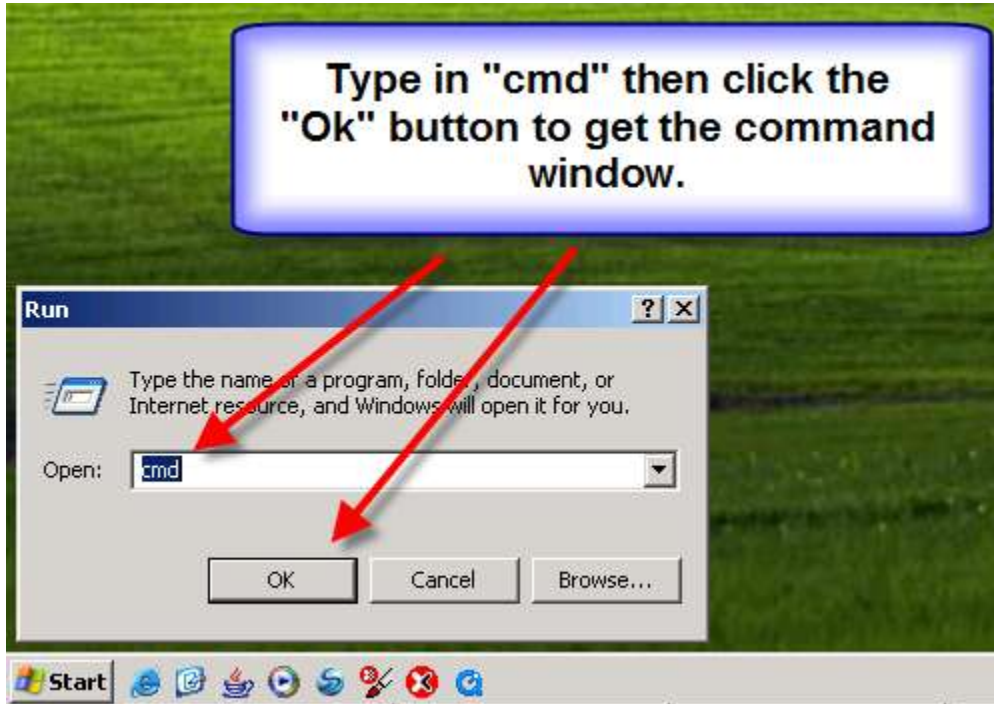 Type in "cmd" then click the
"Ok" button to get the command
window.
Run
Type the name of a program, folder, document, or
Internet resource, and Windows will open it for you.
Open: cmd
OK Cancel Browse...
Start